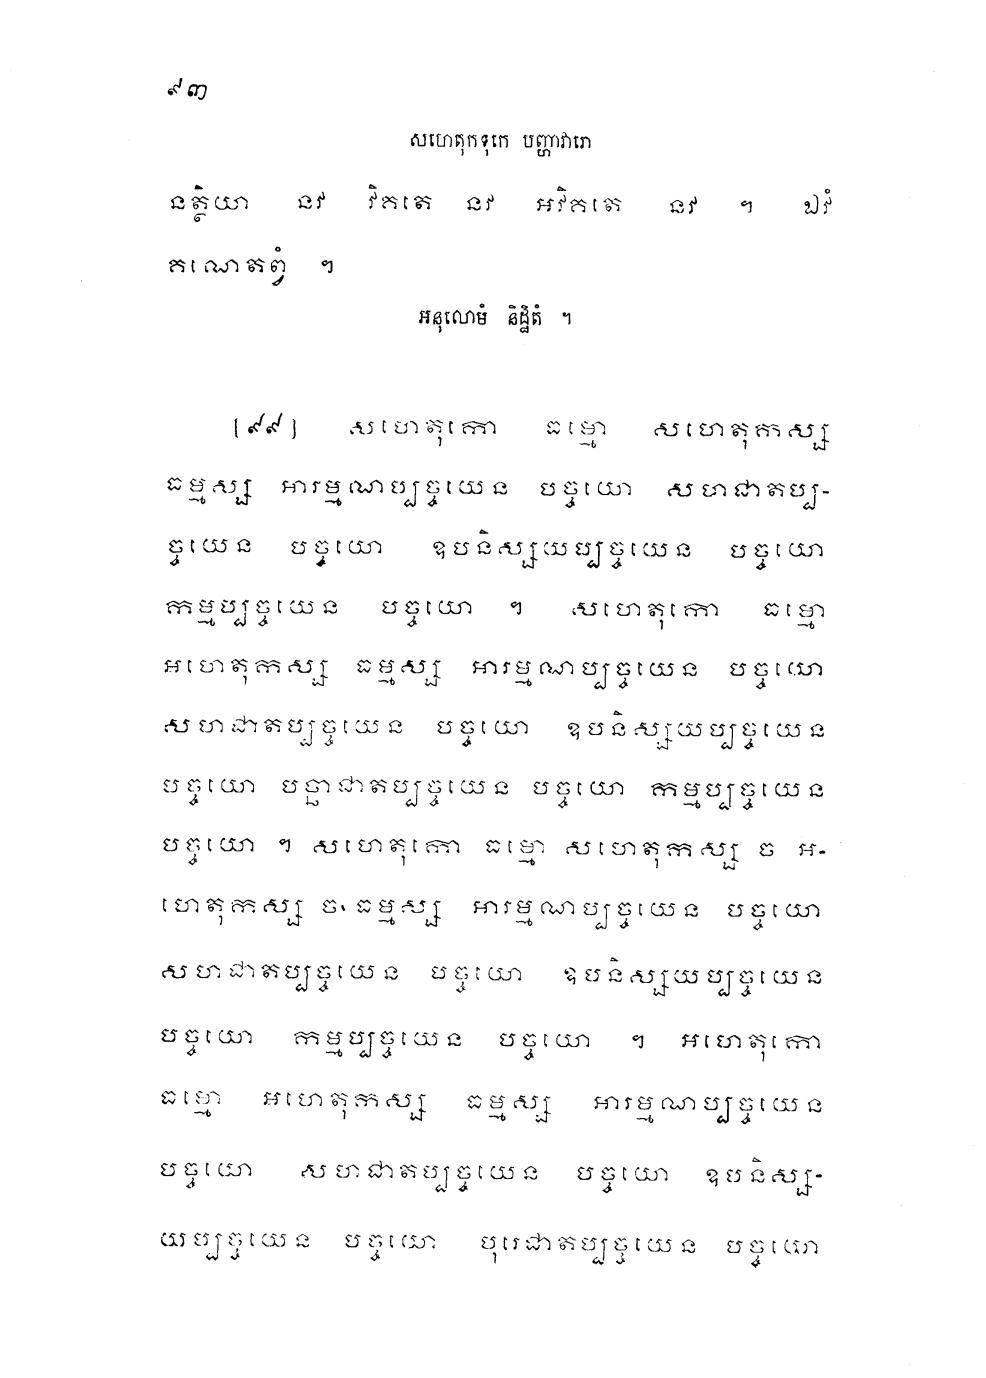 ៩៣
សហេតុកទុកេ បញ្ហាវារោ
នត្ថិយា នវ វិគតេ នវ អវិគតេ នវ ។ ឯវំ
គណេតព្វំ ។
អនុលោមំ និដ្ឋិតំ ។
[៩៩] សហេតុកោ ធម្មោ សហេតុកស្ស
ធម្មស្ស អារម្មណប្បច្ចយេន បច្ចយោ សហជាតប្ប-
ច្ចយេន បច្ចយោ ឧបនិស្សយប្បច្ចយេន បច្ចយោ
កម្មប្បច្ចយេន បច្ចយោ ។ សហេតុកោ ធម្មោ
អហេតុកស្ស ធម្មស្ស អារម្មណប្បច្ចយេន បច្ចយោ
សហជាតប្បច្ចយេន បច្ចយោ ឧបនិស្សយប្បច្ចយេន
បច្ចយោ បច្ឆាជាតប្បច្ចយេន បច្ចយោ កម្មប្បច្ចយេន
បច្ចយោ ។ សហេតុកោ ធម្មោ សហេតុកស្ស ច អ-
ហេតុកស្ស ច ធម្មស្ស អារម្មណប្បច្ចយេន បច្ចយោ
សហជាតប្បច្ចយេន បច្ចយោ ឧបនិស្សយប្បច្ចយេន
បច្ចយោ កម្មប្បច្ចយេន បច្ចយោ ។ អហេតុកោ
ធម្មោ អហេតុកស្ស ធម្មស្ស អារម្មណប្បច្ចយេន
បច្ចយោ សហជាតប្បច្ចយេន បច្ចយោ ឧបនិស្ស-
យប្បច្ចយេន បច្ចយោ បុរេជាតប្បច្ចយេន បច្ចយោ